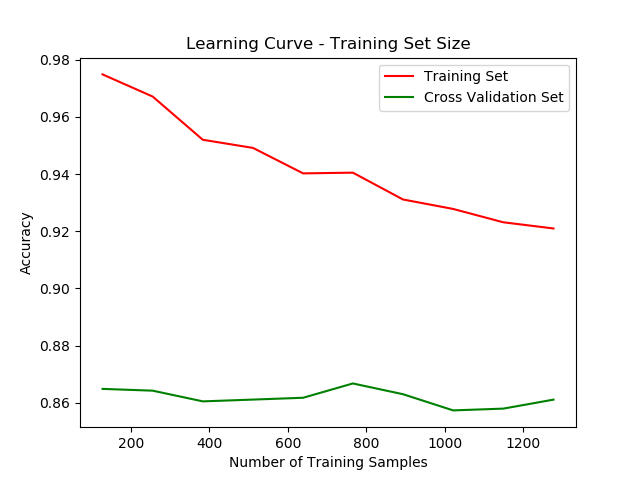 Learning Curve - Training Set Size
Training Set
Cross Validation Set
0.98
0.96
0.94
0.92
0.90
0.88
0.86
Accuracy
200 400 600 800 1000 1200
Number of Training Samples